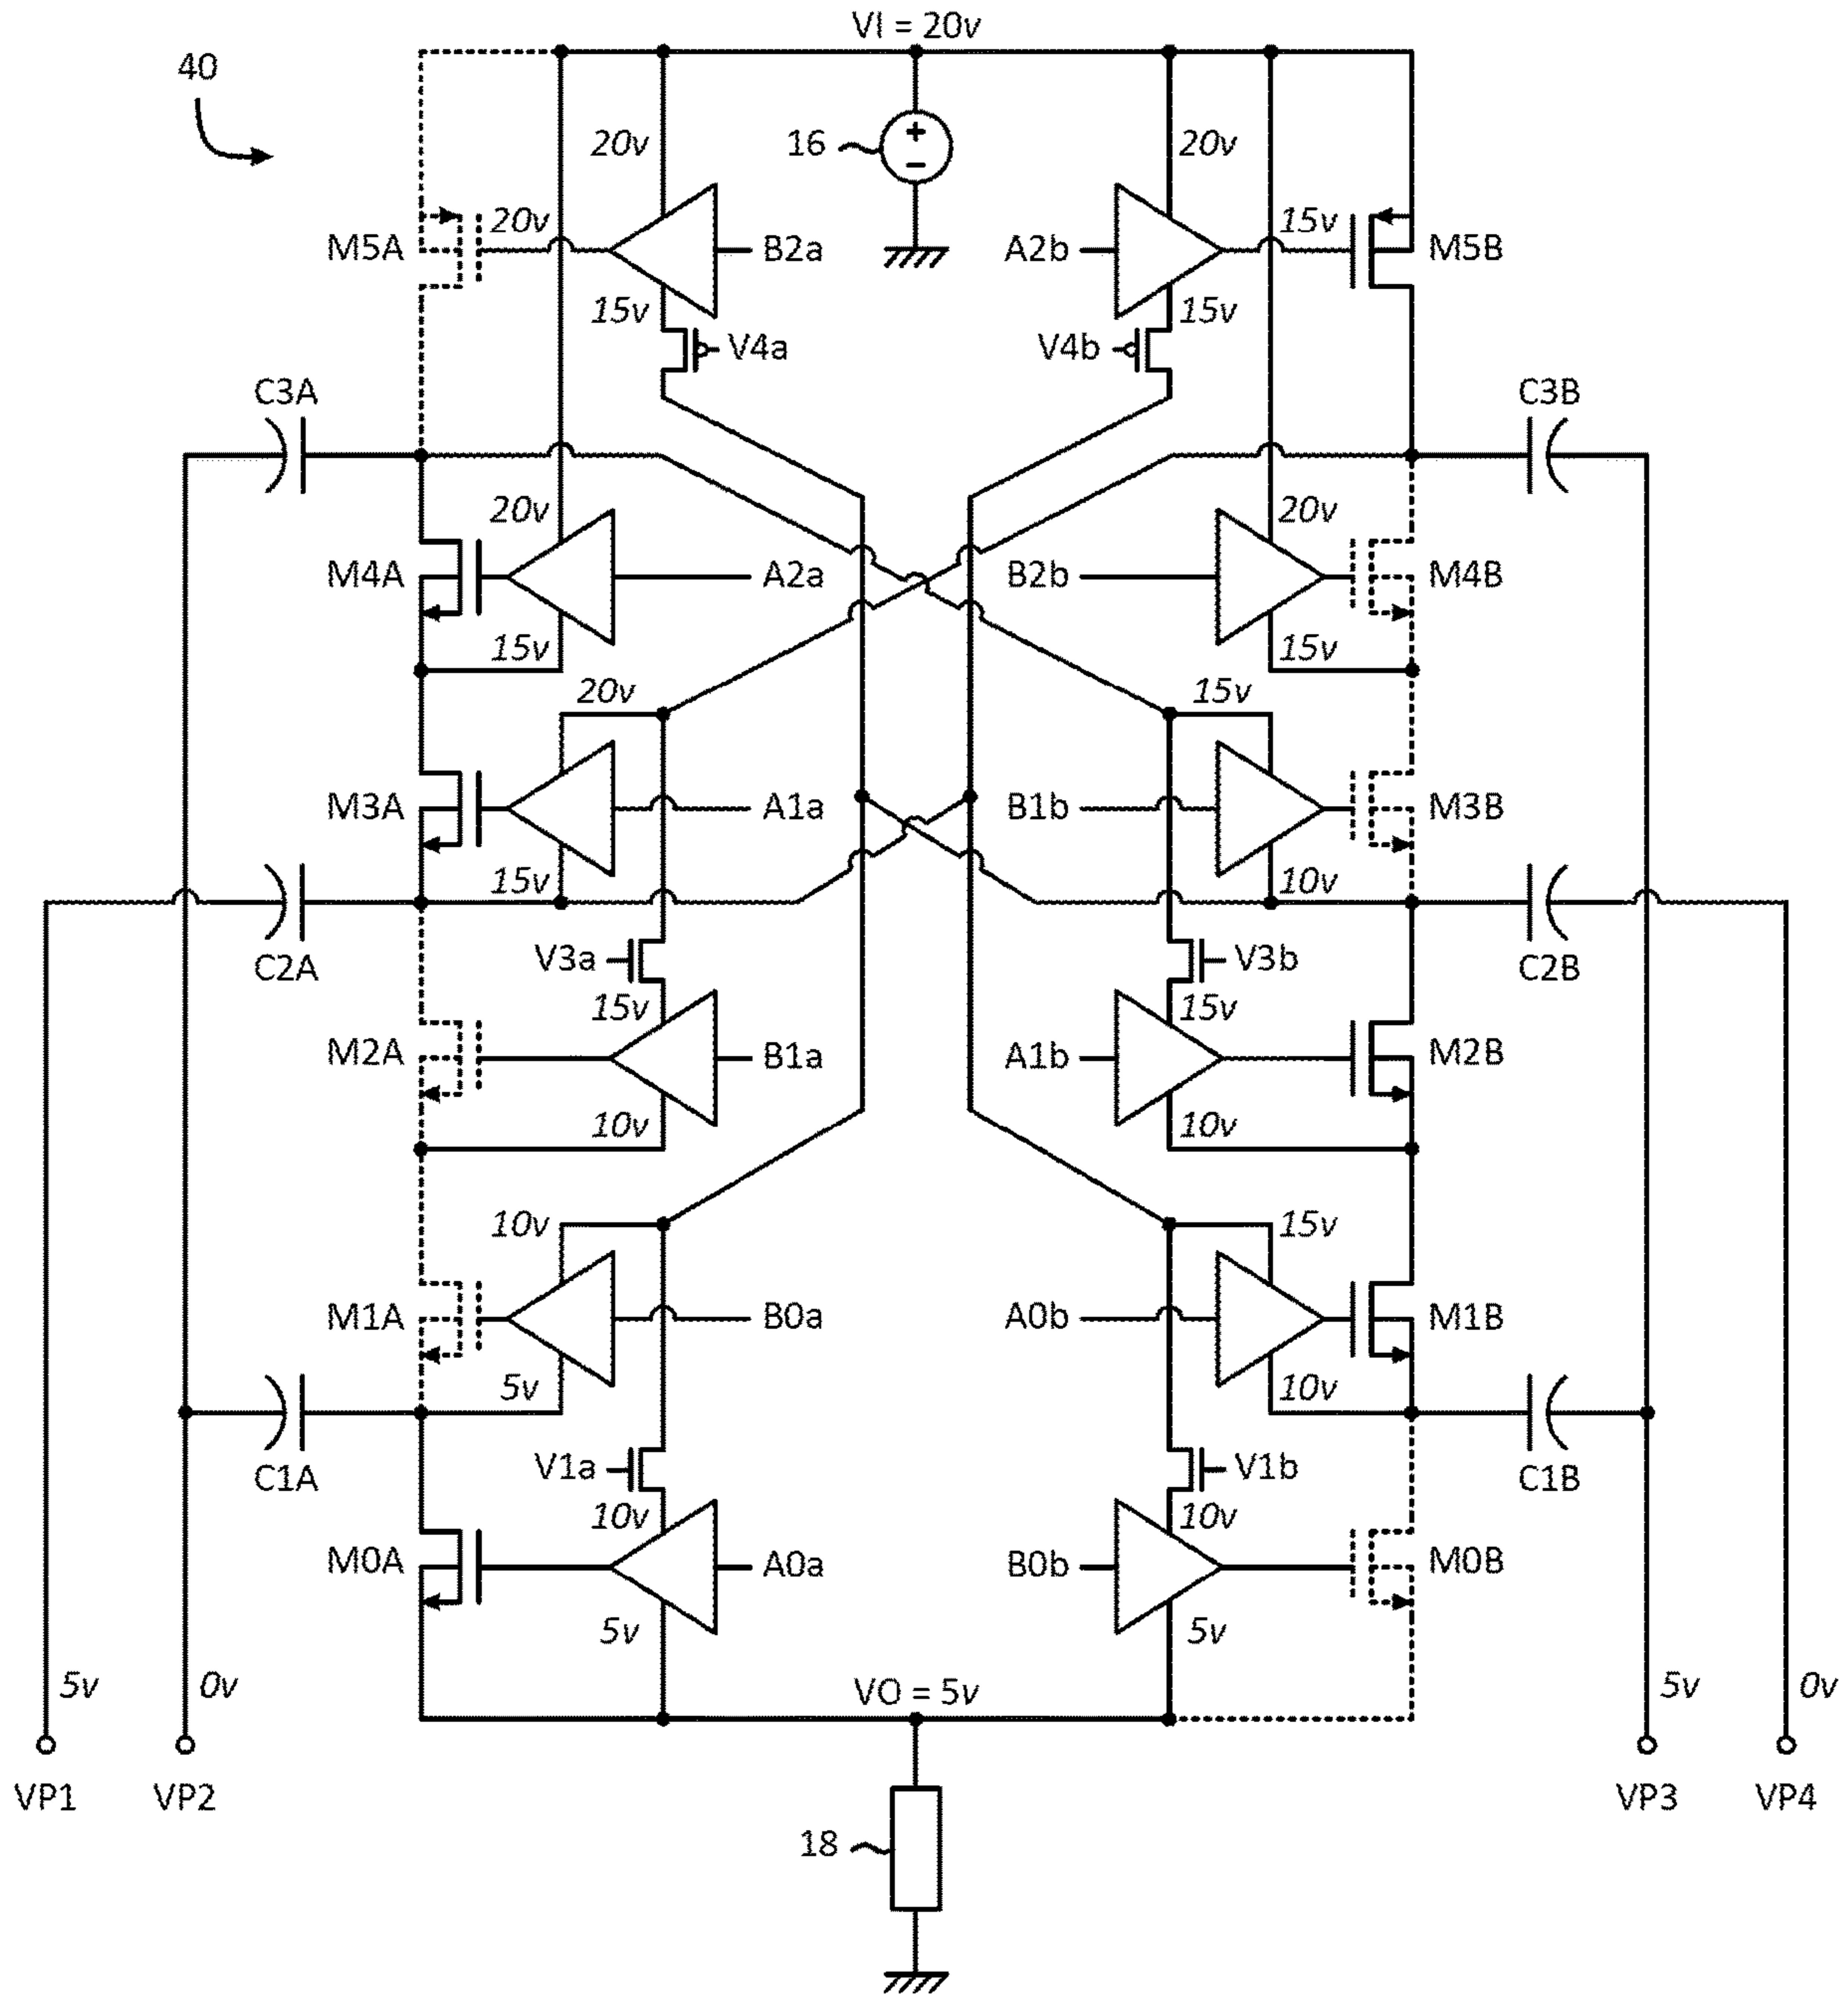 VI = 20v
40
20v
16
20v
M5A
20v
B2a
A2b
15v
M5B
15v
15v
V4a
V4b
C3A
C3B
20v
20v
M4A
A2a
B2b
M4B
15v
15v
20v
15v
M3A
A1a
B1b
M3B
15v
10v
C2A
V3a
V3b
C2B
15v
15v
M2A
B1a
A1b
M2B
10v
10v
10v
15v
M1A
B0a
A0b
M1B
5v
10v
C1A
V1a
V1b
C1B
10v
10v
M0A
A0a
B0b
M0B
5v
5v
5v
0v
VO = 5v
5v
0v
VP1
VP2
VP3
VP4
18